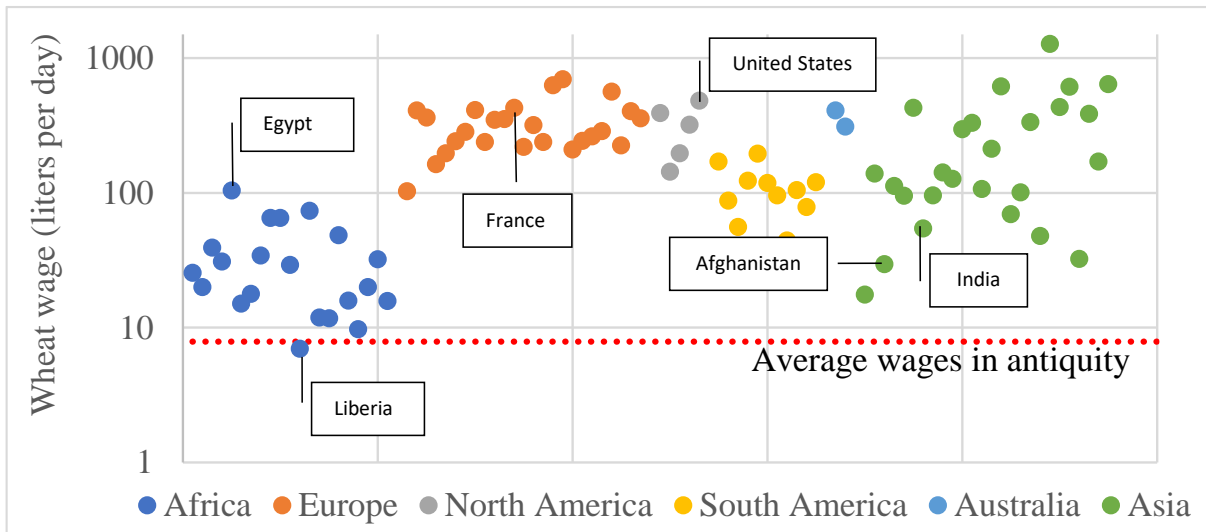 Wheat wage (liters per day)
1000
100
10
1
Egypt
France
United States
Afghanistan
India
Liberia
Average wages in antiquity
Africa
Europe
North America
South America
Australia
Asia